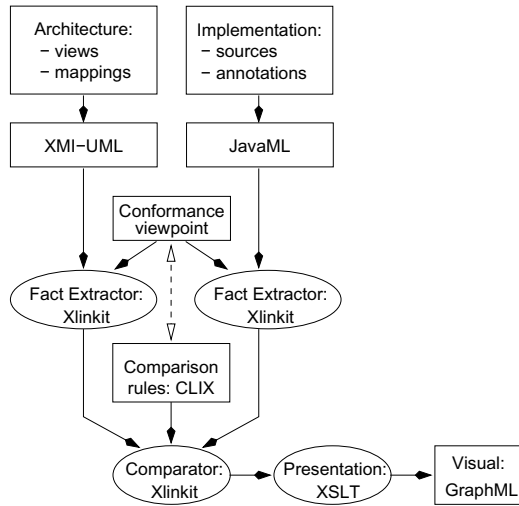 Architecture:
− views
− mappings
Implementation:
− sources
− annotations
XMI−UML
JavaML
Conformance
viewpoint
Fact Extractor:
Xlinkit
Fact Extractor:
Xlinkit
Comparison
rules: CLIX
Comparator:
Xlinkit
Presentation:
XSLT
Visual:
GraphML